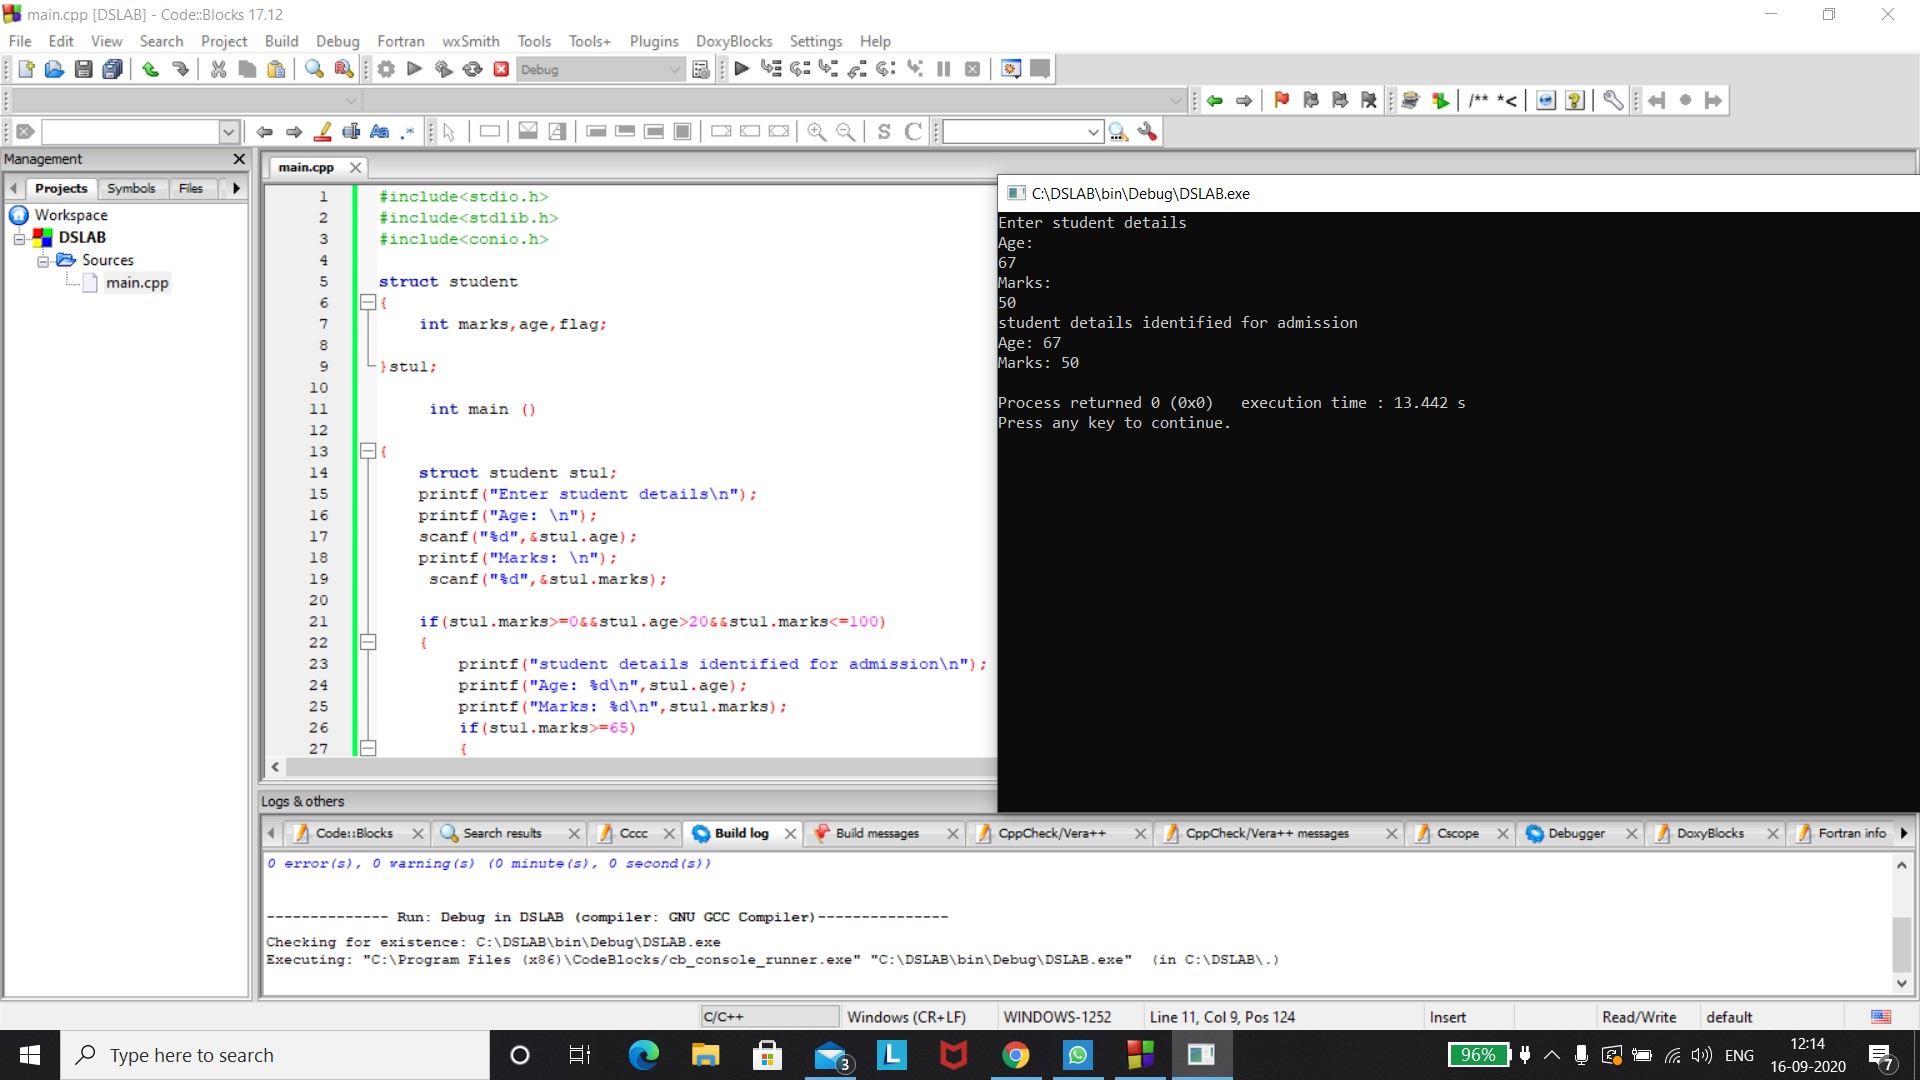 main.cpp [DSLAB] - Code::Blocks 17.12
File Edit View Search Project Build Debug Fortran wxSmith Tools Tools+ Plugins DoxyBlocks Settings Help
Debug
/** *<
Aa .*
S C
Management
Projects Symbols Files
Workspace
DSLAB
Sources
main.cpp
main.cpp
1 #include<stdio.h>
2 #include<stdlib.h>
3 #include<conio.h>
4
5 struct student
6 {
7 int marks,age,flag;
8
9 }stu1;
10
11 int main ()
12
13 {
14 struct student stu1;
15 printf("Enter student details\n");
16 printf("Age: \n");
17 scanf("%d",&stu1.age);
18 printf("Marks: \n");
19 scanf("%d",&stu1.marks);
20
21 if(stu1.marks>=0&&stu1.age>20&&stu1.marks<=100)
22 {
23 printf("student details identified for admission\n");
24 printf("Age: %d\n",stu1.age);
25 printf("Marks: %d\n",stu1.marks);
26 if(stu1.marks>=65)
27 {
C:\DSLAB\bin\Debug\DSLAB.exe
Enter student details
Age:
67
Marks:
50
student details identified for admission
Age: 67
Marks: 50
Process returned 0 (0x0) execution time : 13.442 s
Press any key to continue.
Logs & others
Code::Blocks Search results Cccc Build log Build messages CppCheck/Vera++ CppCheck/Vera++ messages Cscope Debugger DoxyBlocks Fortran info
0 error(s), 0 warning(s) (0 minute(s), 0 second(s))
-------------- Run: Debug in DSLAB (compiler: GNU GCC Compiler)---------------
Checking for existence: C:\DSLAB\bin\Debug\DSLAB.exe
Executing: "C:\Program Files (x86)\CodeBlocks/cb_console_runner.exe" "C:\DSLAB\bin\Debug\DSLAB.exe" (in C:\DSLAB\.)
C/C++ Windows (CR+LF) WINDOWS-1252 Line 11, Col 9, Pos 124 Insert Read/Write default
Type here to search
3
L
96%
ENG
12:14
16-09-2020
7